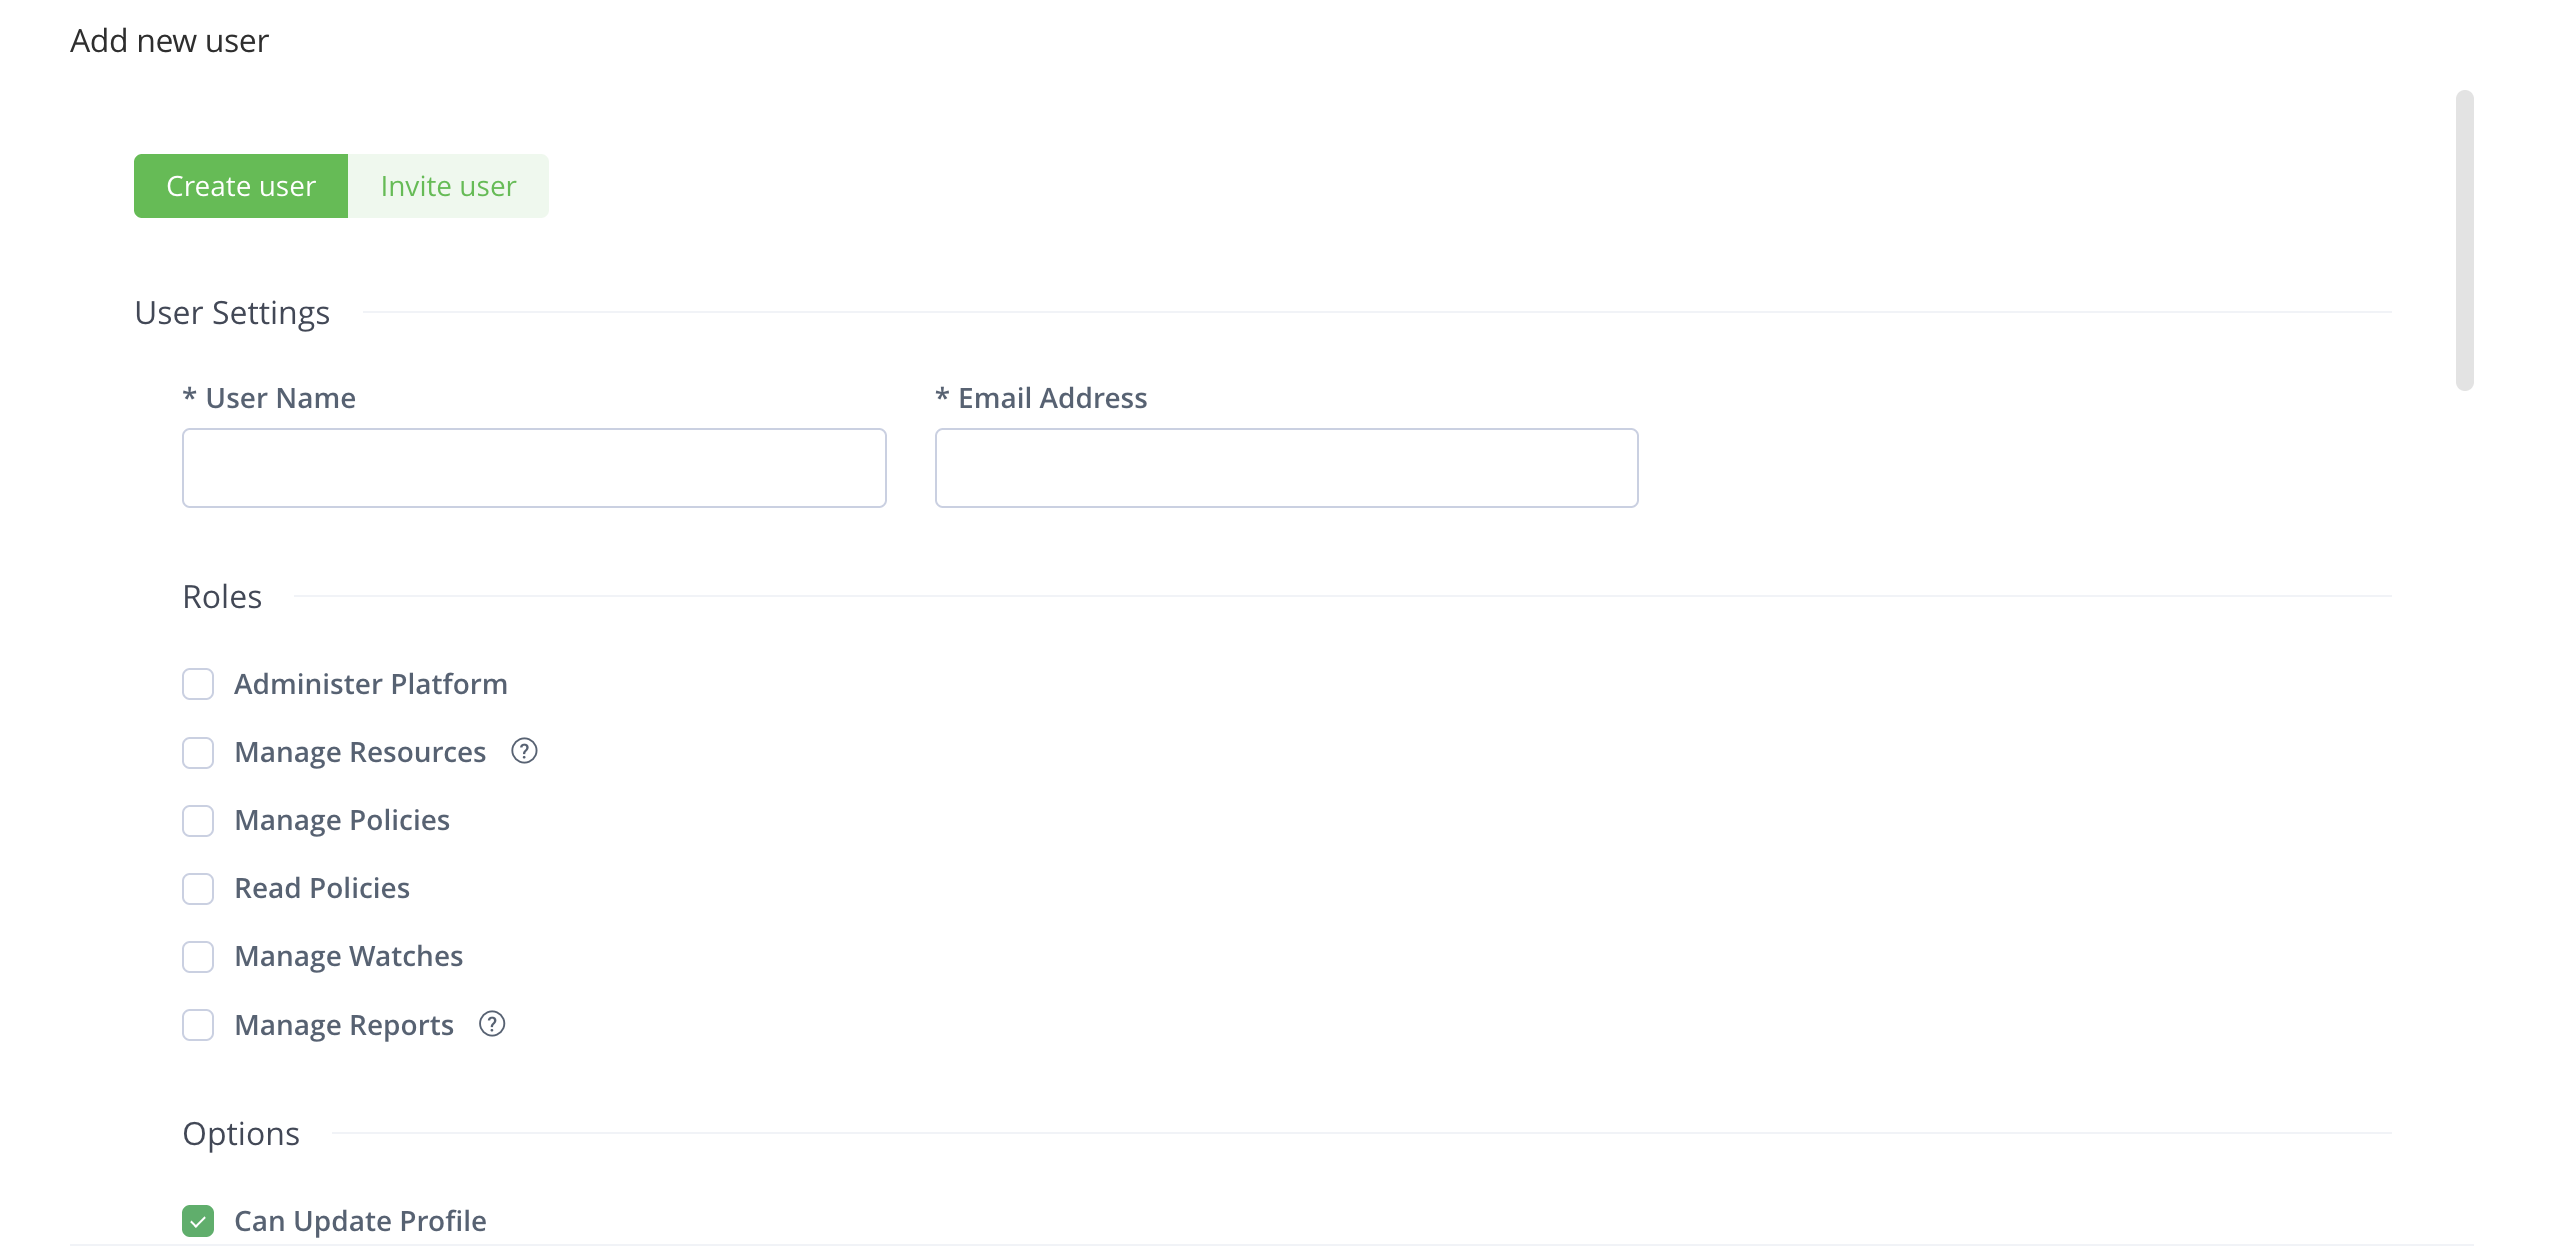 Add new user
Create user Invite user
User Settings
* User Name * Email Address
Roles
Administer Platform
Manage Resources ?
Manage Policies
Read Policies
Manage Watches
Manage Reports ?
Options
Can Update Profile